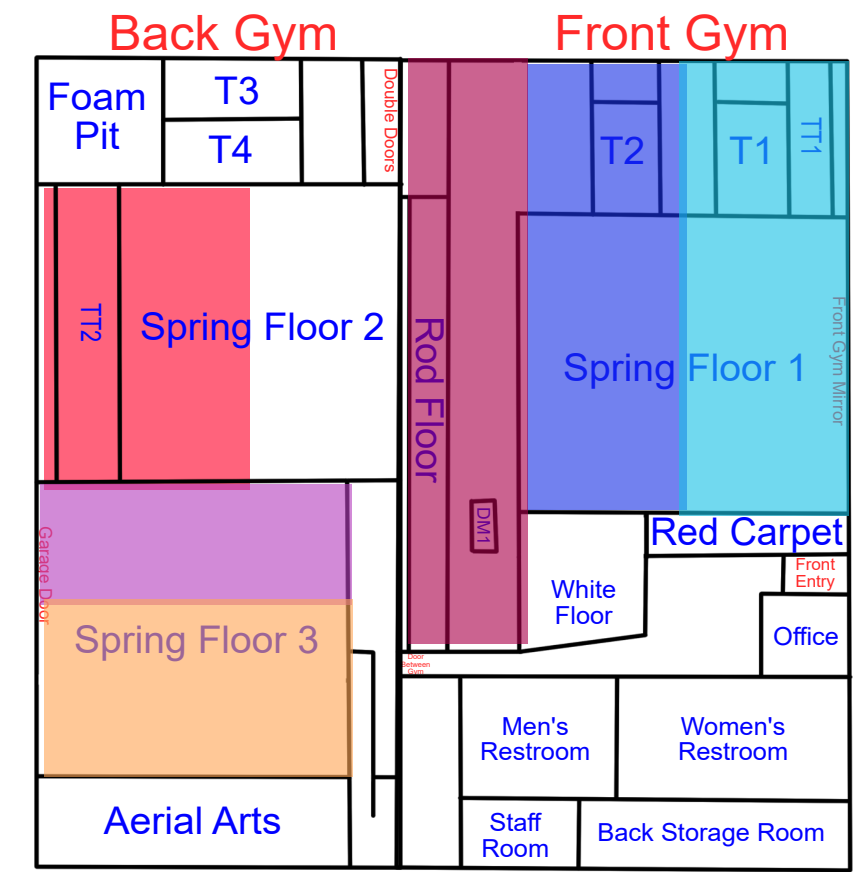 Back Gym
Front Gym
Foam
Pit
T3
T4
Double Doors
T2
T1
TT1
TT2
Spring Floor 2
Rod Floor
Spring Floor 1
Front Gym Mirror
DM1
Red Carpet
Garage Door
White
Floor
Front
Entry
Spring Floor 3
Office
Door
Between
Gym
Men's
Restroom
Women's
Restroom
Aerial Arts
Staff
Room
Back Storage Room